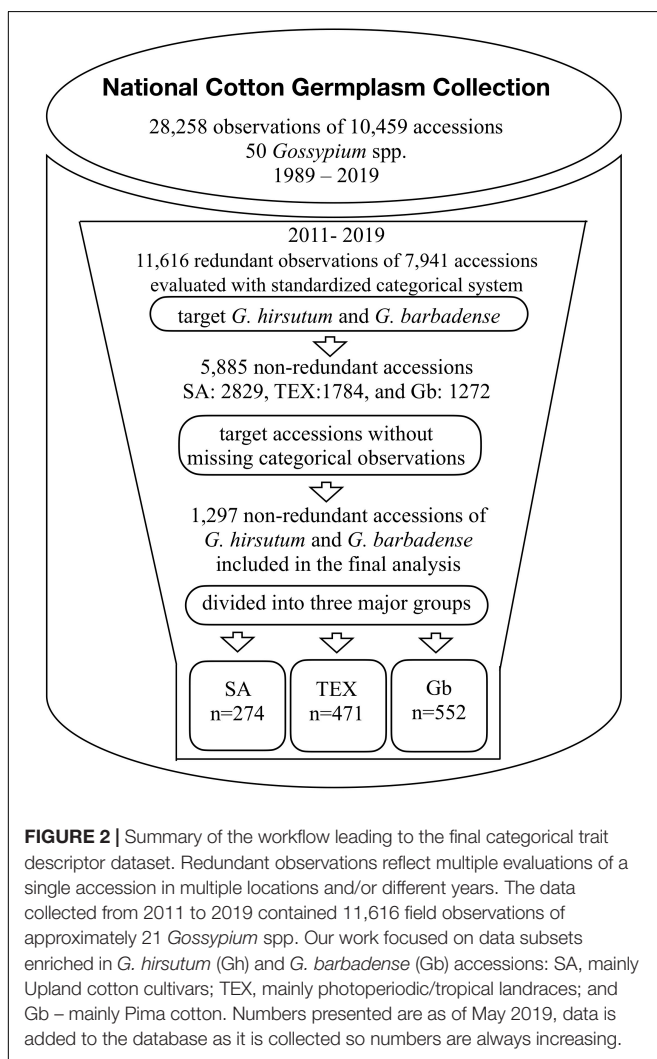 National Cotton Germplasm Collection
28,258 observations of 10,459 accessions
50 Gossypium spp.
1989 – 2019
2011- 2019
11,616 redundant observations of 7,941 accessions
evaluated with standardized categorical system
target G. hirsutum and G. barbadense
5,885 non-redundant accessions
SA: 2829, TEX:1784, and Gb: 1272
target accessions without
missing categorical observations
1,297 non-redundant accessions of
G. hirsutum and G. barbadense
included in the final analysis
divided into three major groups
SA
n=274
TEX
n=471
Gb
n=552
FIGURE 2 | Summary of the workflow leading to the final categorical trait
descriptor dataset. Redundant observations reflect multiple evaluations of a
single accession in multiple locations and/or different years. The data
collected from 2011 to 2019 contained 11,616 field observations of
approximately 21 Gossypium spp. Our work focused on data subsets
enriched in G. hirsutum (Gh) and G. barbadense (Gb) accessions: SA, mainly
Upland cotton cultivars; TEX, mainly photoperiodic/tropical landraces; and
Gb – mainly Pima cotton. Numbers presented are as of May 2019, data is
added to the database as it is collected so numbers are always increasing.